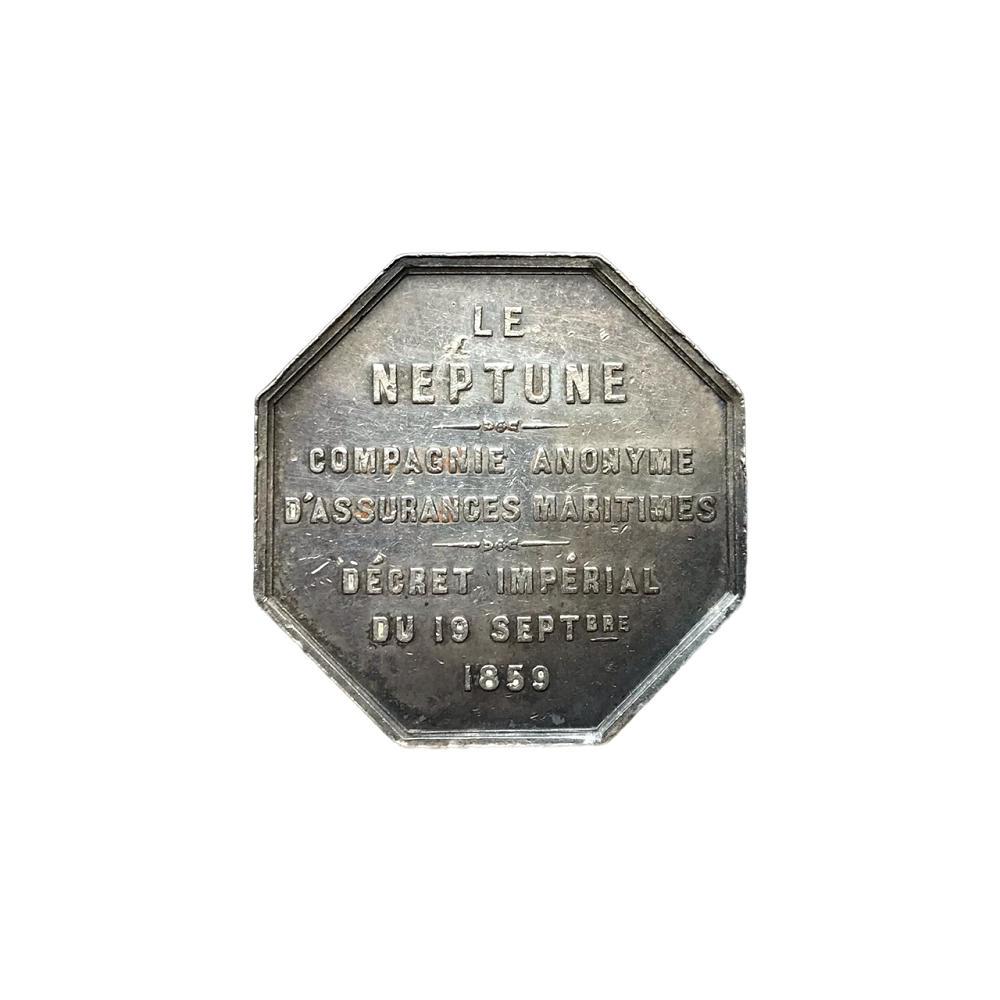 LE
NEPTUNE
COMPAGNIE ANONYME
D'ASSURANCES MARITIMES
DÉCRET IMPÉRIAL
DU 19 SEPTBRE
1859